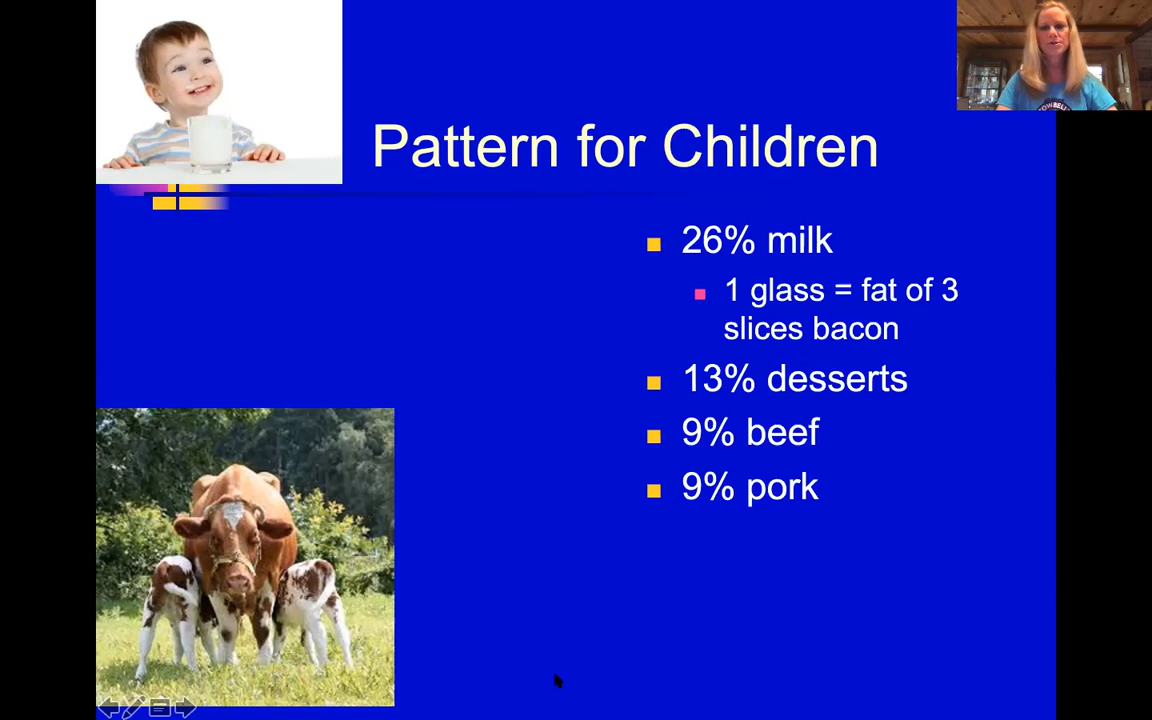 Pattern for Children
26% milk
1 glass = fat of 3
slices bacon
13% desserts
9% beef
9% pork